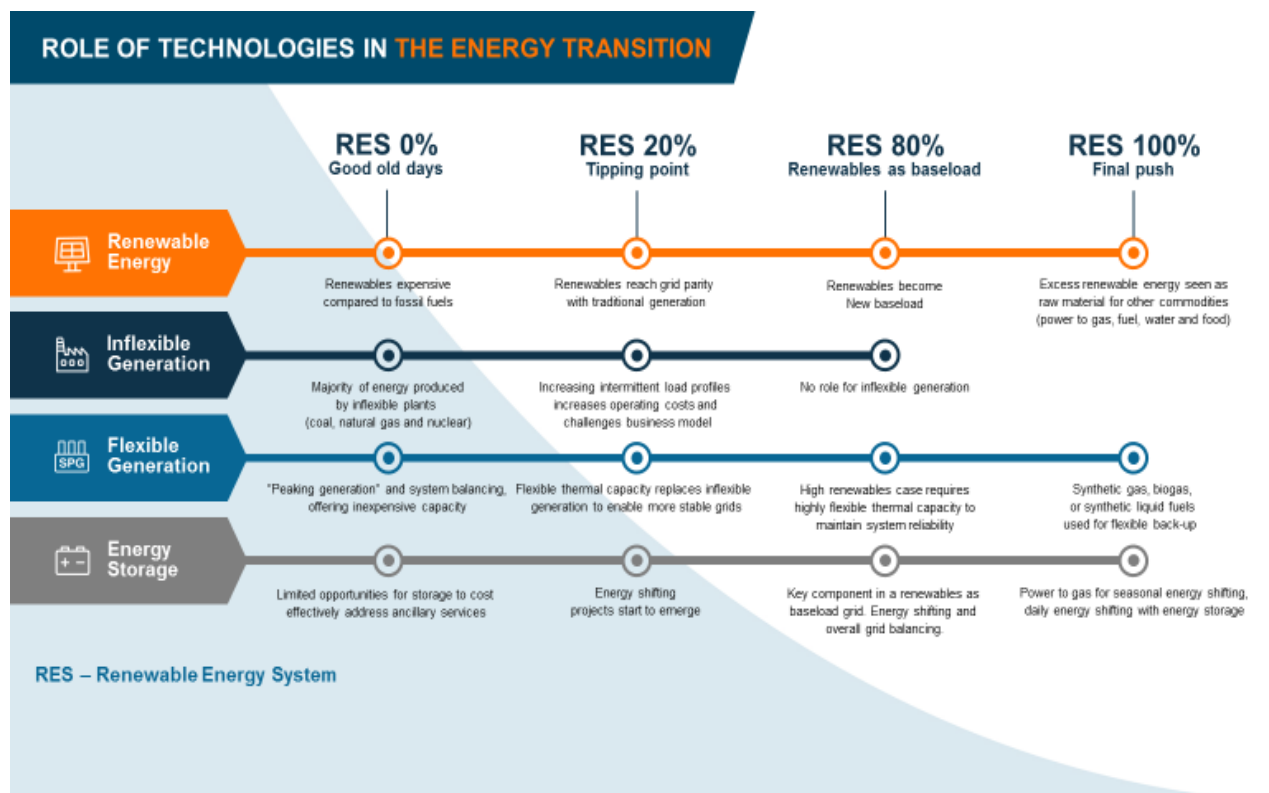 ROLE OF TECHNOLOGIES IN THE ENERGY TRANSITION
RES 0%
Good old days
RES 20%
Tipping point
RES 80%
Renewables as baseload
RES 100%
Final push
Renewable
Energy
Renewables expensive
compared to fossil fuels
Renewables reach grid parity
with traditional generation
Renewables become
New baseload
Excess renewable energy seen as
raw material for other commodities
(power to gas, fuel, water and food)
Inflexible
Generation
Majority of energy produced
by inflexible plants
(coal, natural gas and nuclear)
Increasing intermittent load profiles
increases operating costs and
challenges business model
No role for inflexible generation
SPG
Flexible
Generation
"Peaking generation" and system balancing,
offering inexpensive capacity
Flexible thermal capacity replaces inflexible
generation to enable more stable grids
High renewables case requires
highly flexible thermal capacity to
maintain system reliability
Synthetic gas, biogas,
or synthetic liquid fuels
used for flexible back-up
Energy
Storage
Limited opportunities for storage to cost
effectively address ancillary services
Energy shifting
projects start to emerge
Key component in a renewables as
baseload grid. Energy shifting and
overall grid balancing.
Power to gas for seasonal energy shifting,
daily energy shifting with energy storage
RES – Renewable Energy System